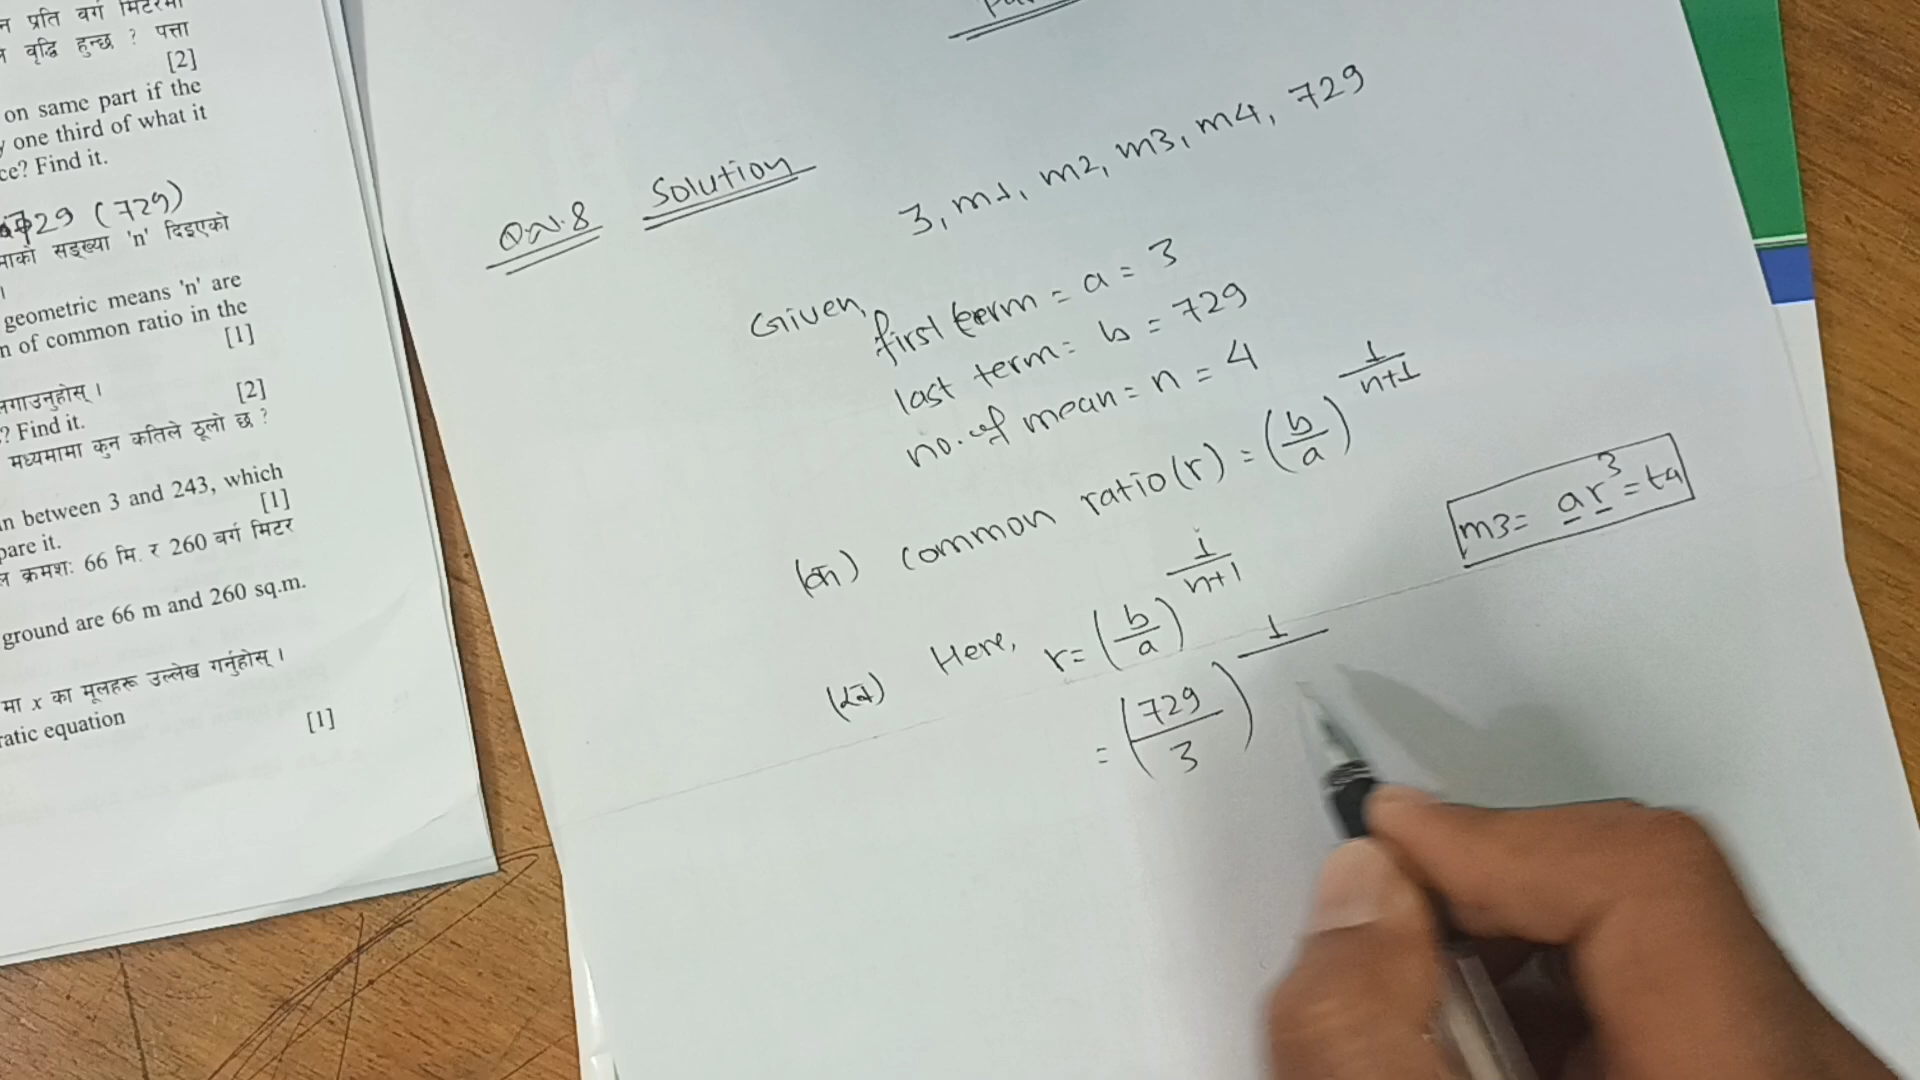 प्रति वर्ग मिटरमा
वृद्धि हुन्छ ? पत्ता
[2]
on same part if the
one third of what it
ce? Find it.
729 (729)
सङ्ख्या 'n' दिइएको
geometric means 'n' are
n of common ratio in the
[1]
लगाउनुहोस् ।
[2]
? Find it.
मध्यमामा कुन कतिले ठूलो छ ?
n between 3 and 243, which
[1]
pare it.
क्रमशः 66 मि. र 260 वर्ग मिटर
ground are 66 m and 260 sq.m.
मा x का मूलहरू उल्लेख गर्नुहोस् ।
ratic equation
[1]
Q.N.8 Solution
3, m1, m2, m3, m4, 729
Given,
first term = a = 3
last term = b = 729
no. of mean = n = 4
(क) common ratio(r) = (b/a)^1/n+1
m3 = ar^3 = t4
(ख) Here, r = (b/a)^1/n+1
= (729/3)^1/